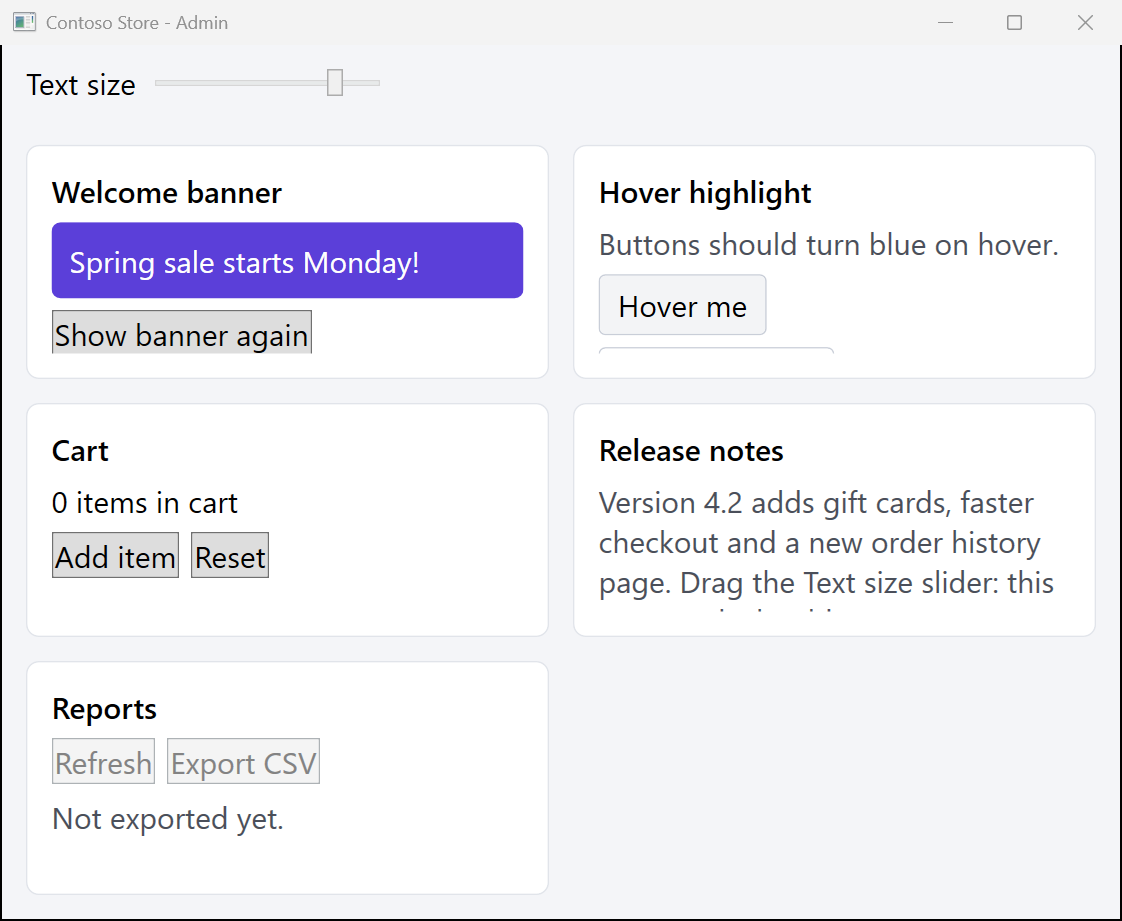 Contoso Store - Admin
Text size
Welcome banner
Spring sale starts Monday!
Show banner again
Hover highlight
Buttons should turn blue on hover.
Hover me
Cart
0 items in cart
Add item
Reset
Release notes
Version 4.2 adds gift cards, faster
checkout and a new order history
page. Drag the Text size slider: this
Reports
Refresh
Export CSV
Not exported yet.